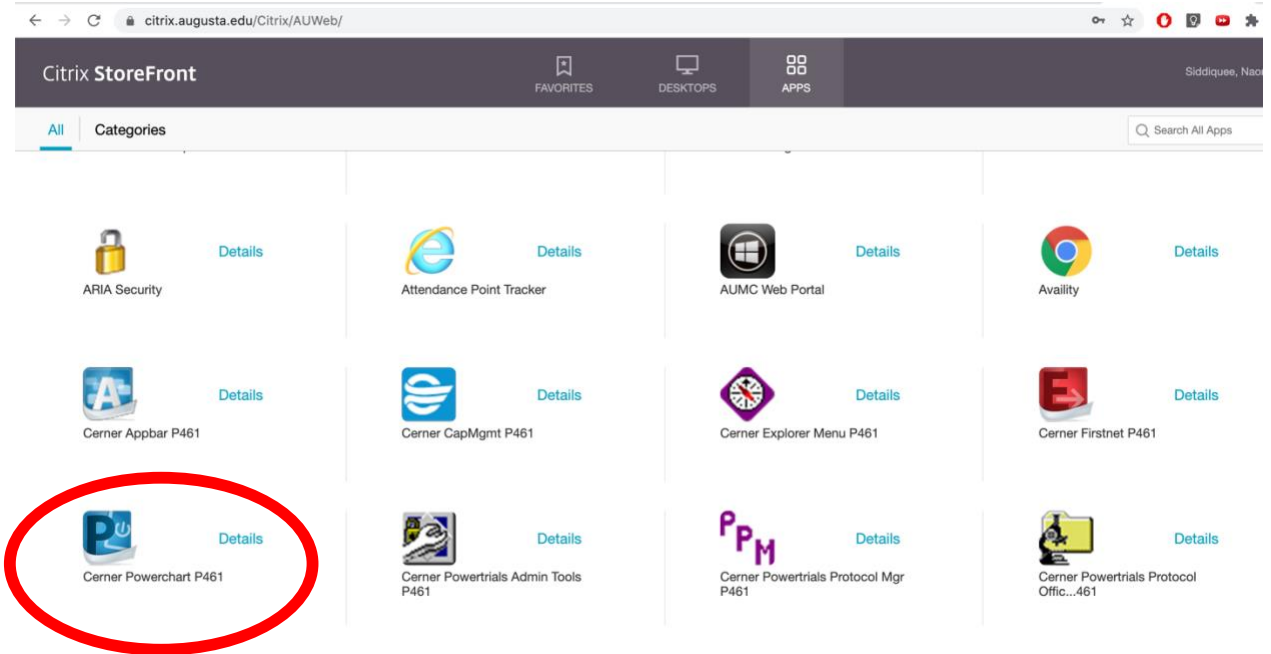 citrix.augusta.edu/Citrix/AUWeb/
Citrix StoreFront
FAVORITES
DESKTOPS
APPS
Siddiquee, Naor
All
Categories
Search All Apps
Details
Details
Details
Details
ARIA Security
Attendance Point Tracker
AUMC Web Portal
Availity
Details
Details
Details
Details
Cerner Appbar P461
Cerner CapMgmt P461
Cerner Explorer Menu P461
Cerner Firstnet P461
Details
PPM
Details
Details
Details
Cerner Powerchart P461
Cerner Powertrials Admin Tools
P461
Cerner Powertrials Protocol Mgr
P461
Cerner Powertrials Protocol
Offic...461